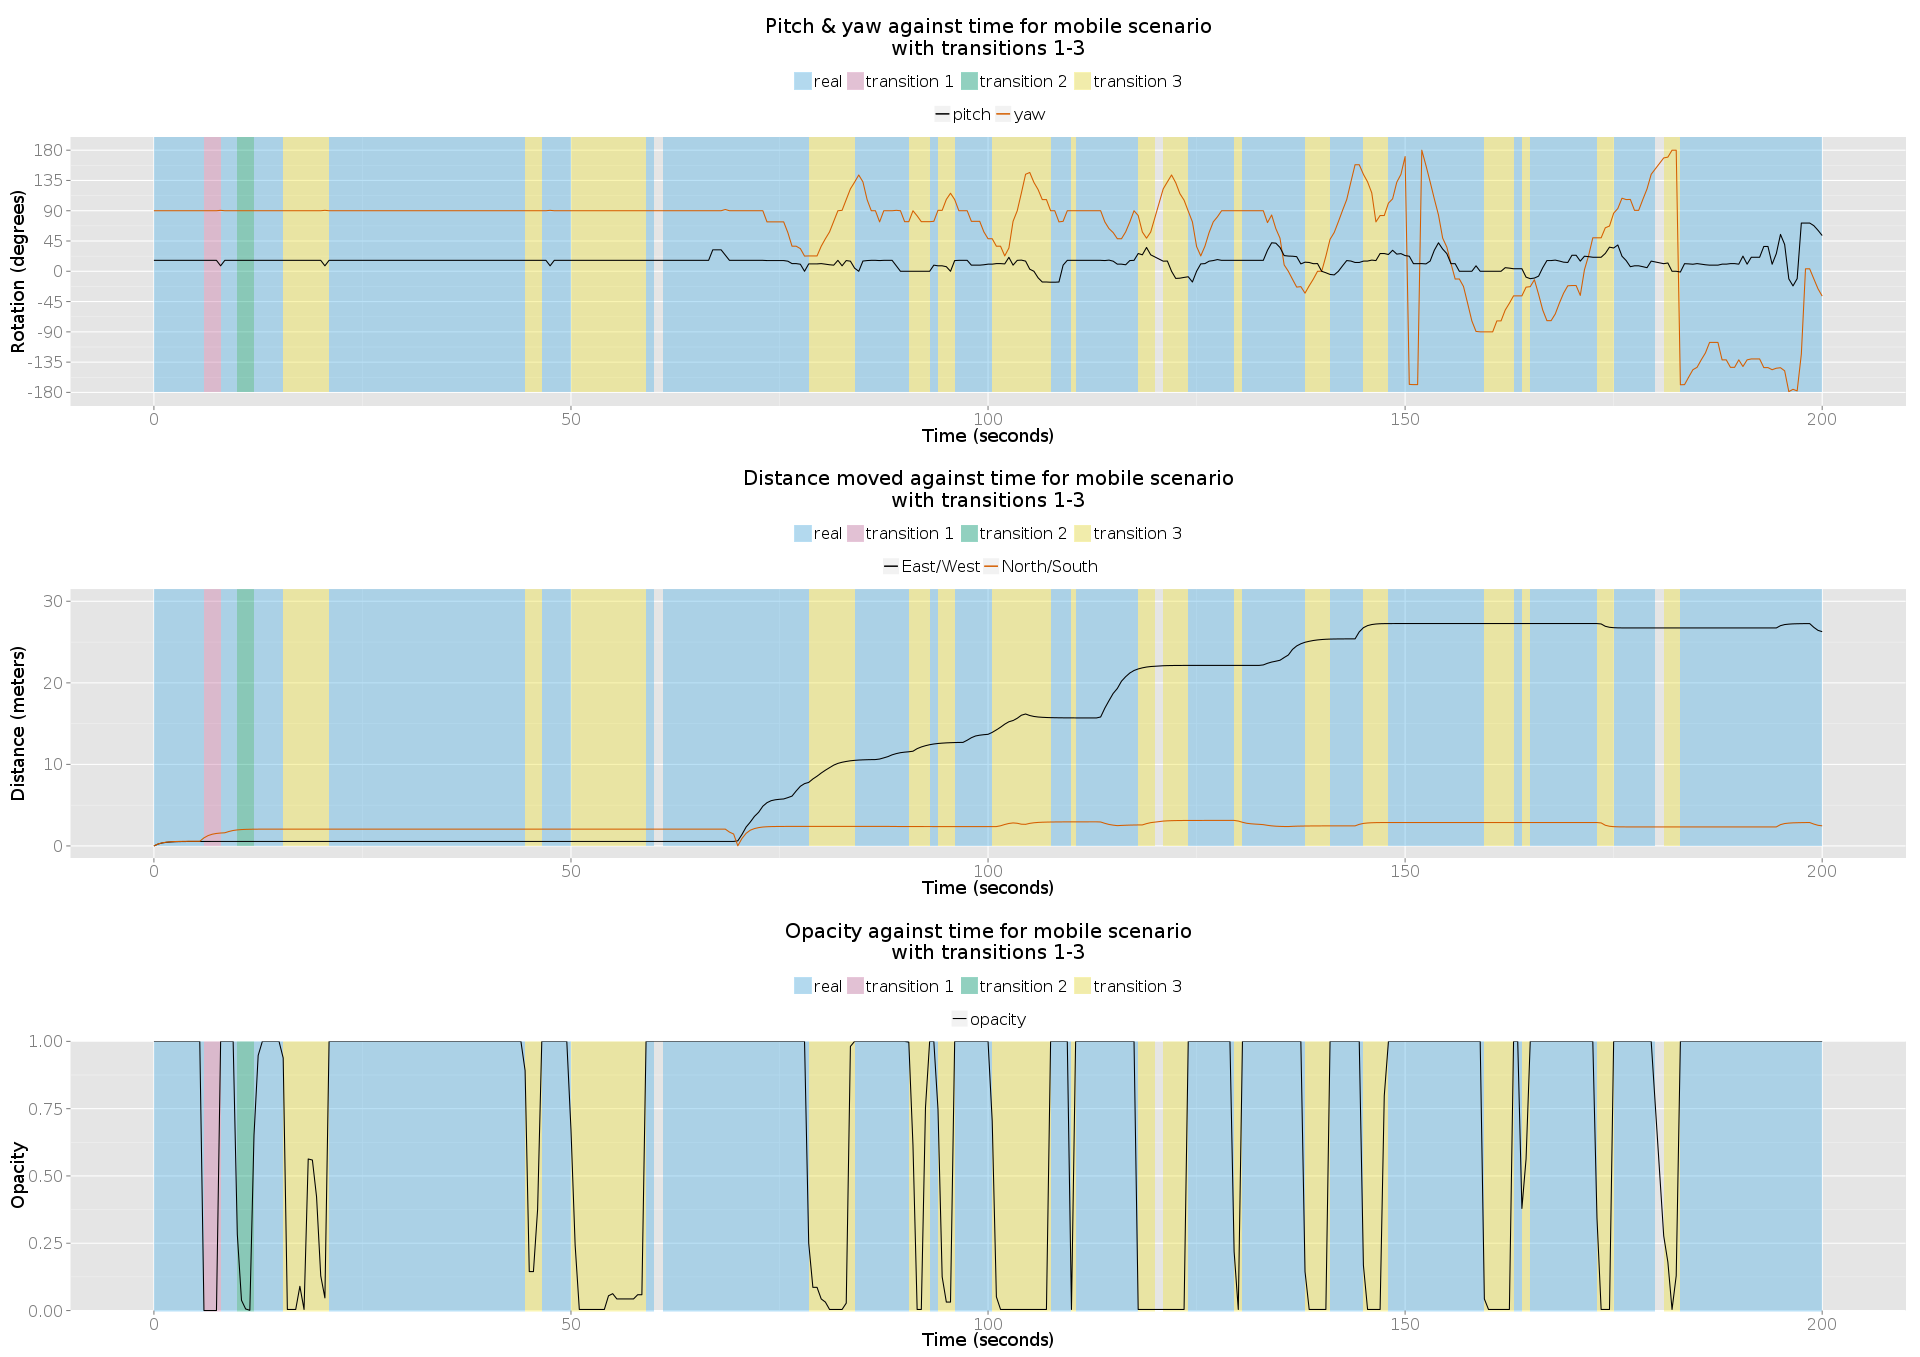 Pitch & yaw against time for mobile scenario
with transitions 1-3
real transition 1 transition 2 transition 3
pitch yaw
180
135
90
45
0
-45
-90
-135
-180
Rotation (degrees)
0 50 100 150 200
Time (seconds)
Distance moved against time for mobile scenario
with transitions 1-3
real transition 1 transition 2 transition 3
East/West North/South
30
20
10
0
Distance (meters)
0 50 100 150 200
Time (seconds)
Opacity against time for mobile scenario
with transitions 1-3
real transition 1 transition 2 transition 3
opacity
1.00
0.75
0.50
0.25
0.00
Opacity
0 50 100 150 200
Time (seconds)